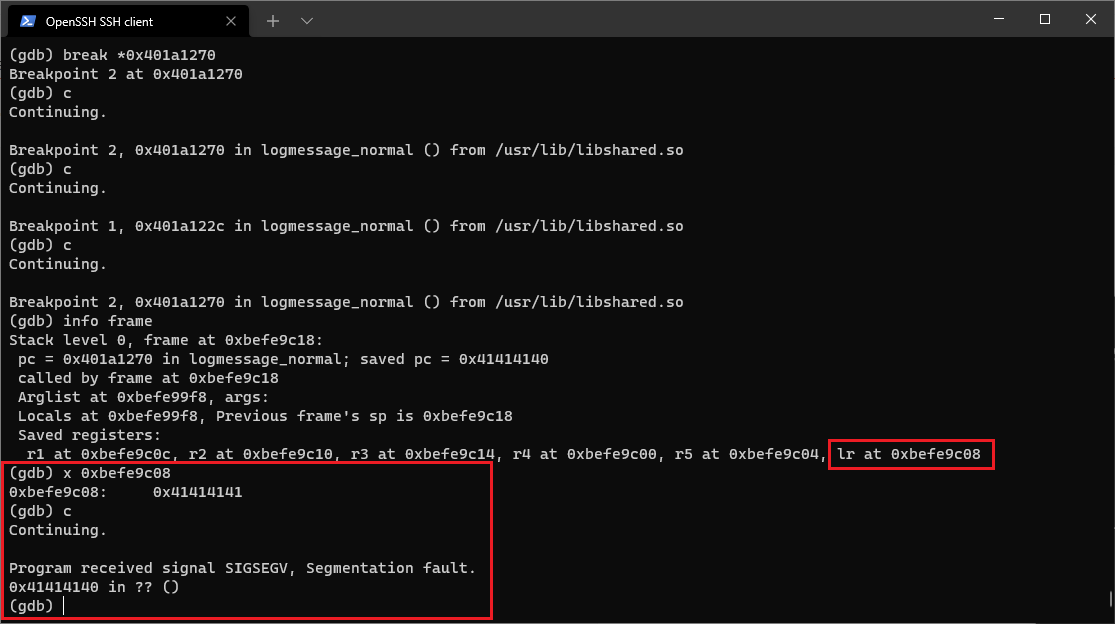 OpenSSH SSH client
(gdb) break *0x401a1270
Breakpoint 2 at 0x401a1270
(gdb) c
Continuing.
Breakpoint 2, 0x401a1270 in logmessage_normal () from /usr/lib/libshared.so
(gdb) c
Continuing.
Breakpoint 1, 0x401a122c in logmessage_normal () from /usr/lib/libshared.so
(gdb) c
Continuing.
Breakpoint 2, 0x401a1270 in logmessage_normal () from /usr/lib/libshared.so
(gdb) info frame
Stack level 0, frame at 0xbefe9c18:
 pc = 0x401a1270 in logmessage_normal; saved pc = 0x41414140
 called by frame at 0xbefe9c18
 Arglist at 0xbefe99f8, args:
 Locals at 0xbefe99f8, Previous frame's sp is 0xbefe9c18
 Saved registers:
  r1 at 0xbefe9c0c, r2 at 0xbefe9c10, r3 at 0xbefe9c14, r4 at 0xbefe9c00, r5 at 0xbefe9c04, lr at 0xbefe9c08
(gdb) x 0xbefe9c08
0xbefe9c08:     0x41414141
(gdb) c
Continuing.
Program received signal SIGSEGV, Segmentation fault.
0x41414140 in ?? ()
(gdb)